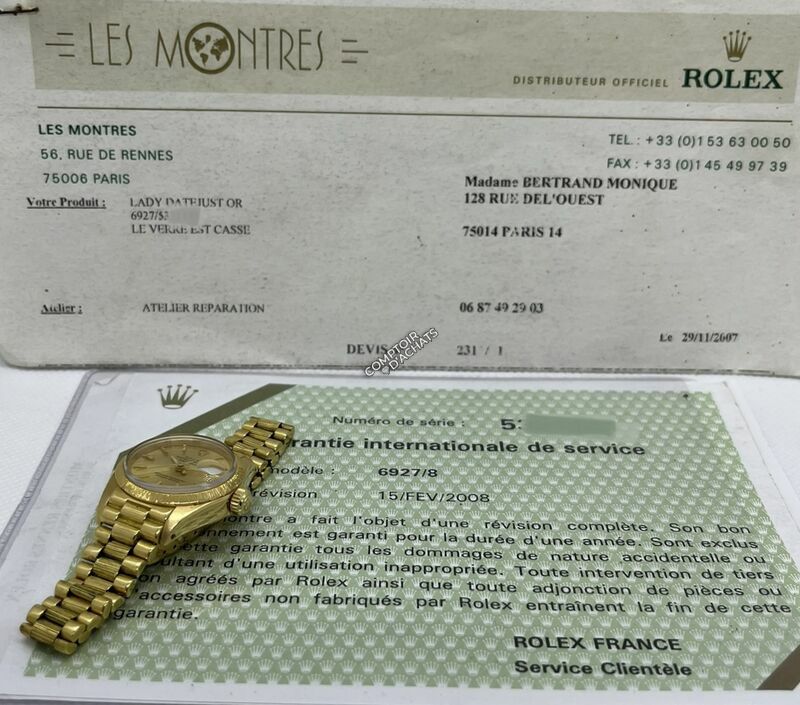 LES MONTRES
DISTRIBUTEUR OFFICIEL ROLEX
LES MONTRES
56, RUE DE RENNES
75006 PARIS
TEL. : +33 (0)1 53 63 00 50
FAX : +33 (0)1 45 49 97 39
Votre Produit : LADY DATEJUST OR
6927/5
LE VERRE EST CASSE
Madame BERTRAND MONIQUE
128 RUE DEL'OUEST
75014 PARIS 14
Atelier : ATELIER REPARATION
06 87 49 29 03
Le 29/11/2007
DEVIS 231 / 1
COMPTOIR
D'ACHATS
Numéro de série : 5
rantie internationale de service
modèle : 6927/8
révision 15/FEV/2008
ontre a fait l'objet d'une révision complète. Son bon
onnement est garanti pour la durée d'une année. Sont exclus
ette garantie tous les dommages de nature accidentelle ou
ultant d'une utilisation inappropriée. Toute intervention de tiers
on agréés par Rolex ainsi que toute adjonction de pièces ou
'accessoires non fabriqués par Rolex entraînent la fin de cette
garantie.
ROLEX FRANCE
Service Clientèle